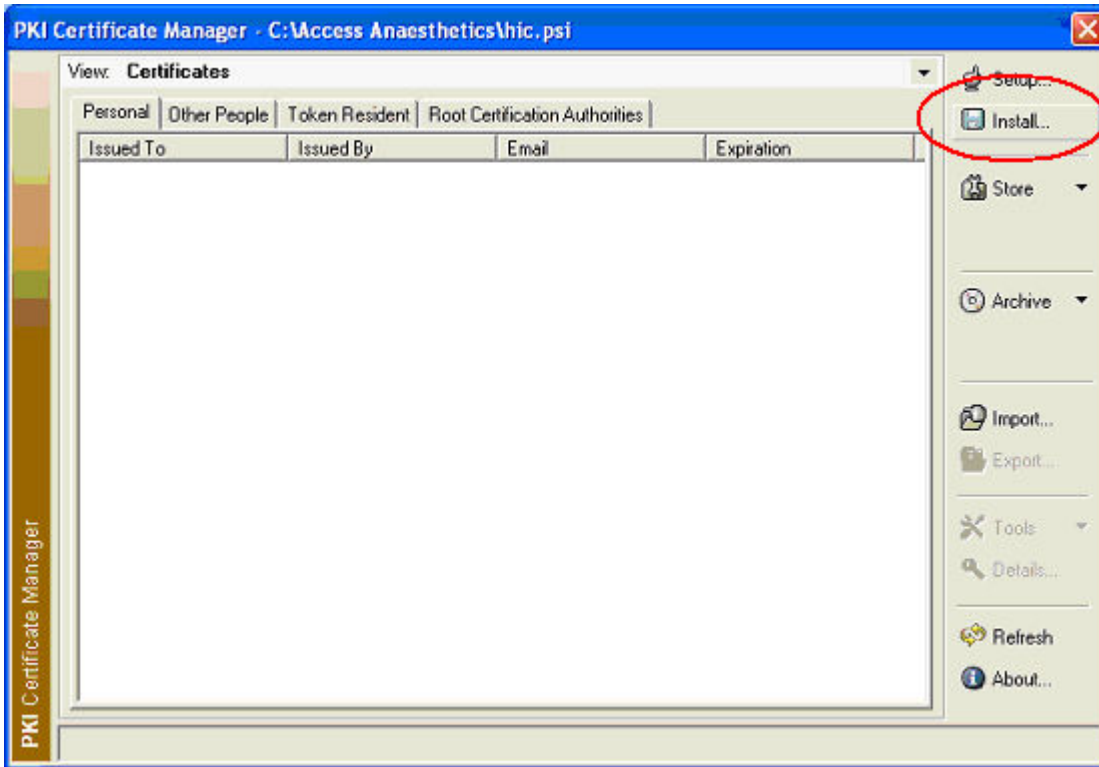 PKI Certificate Manager - C:\Access Anaesthetics\hic.psi
View: Certificates
Personal Other People Token Resident Root Certification Authorities
Issued To Issued By Email Expiration
Setup...
Install...
Store
Archive
Import...
Export...
Tools
Details...
Refresh
About...
PKI Certificate Manager